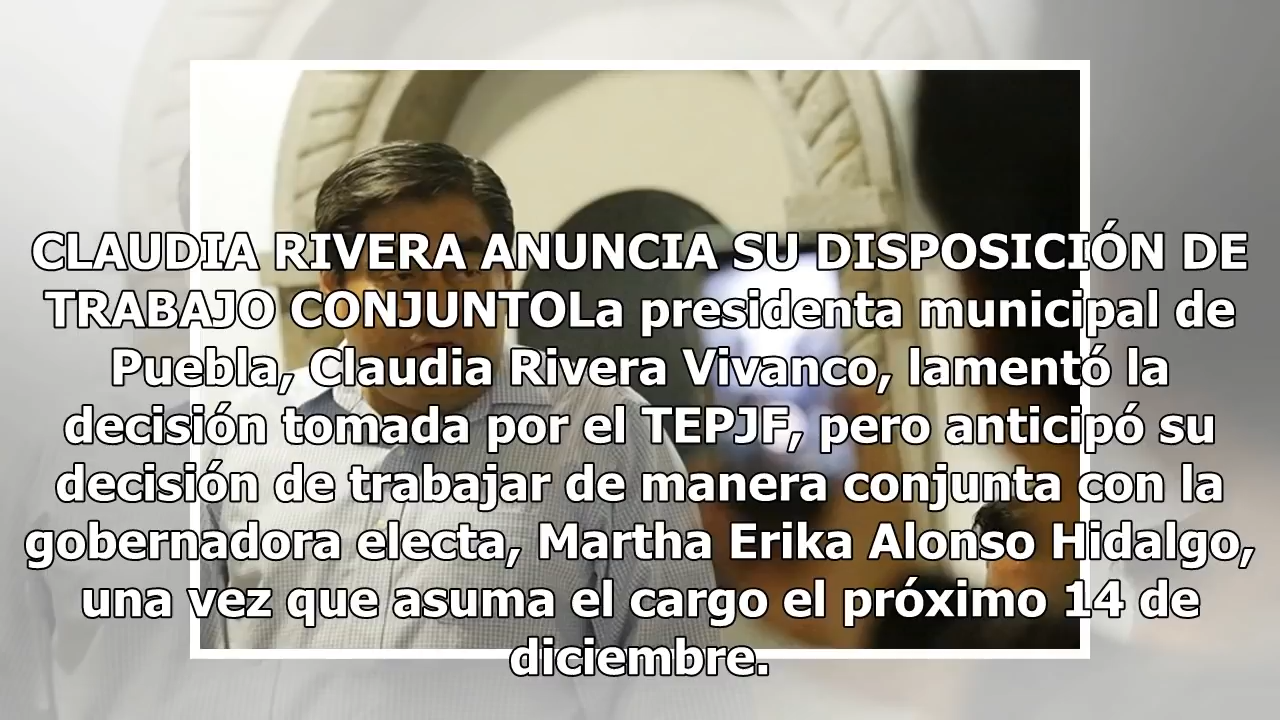 CLAUDIA RIVERA ANUNCIA SU DISPOSICIÓN DE
TRABAJO CONJUNTOLa presidenta municipal de
Puebla, Claudia Rivera Vivanco, lamentó la
decisión tomada por el TEPJF, pero anticipó su
decisión de trabajar de manera conjunta con la
gobernadora electa, Martha Erika Alonso Hidalgo,
una vez que asuma el cargo el próximo 14 de
diciembre.